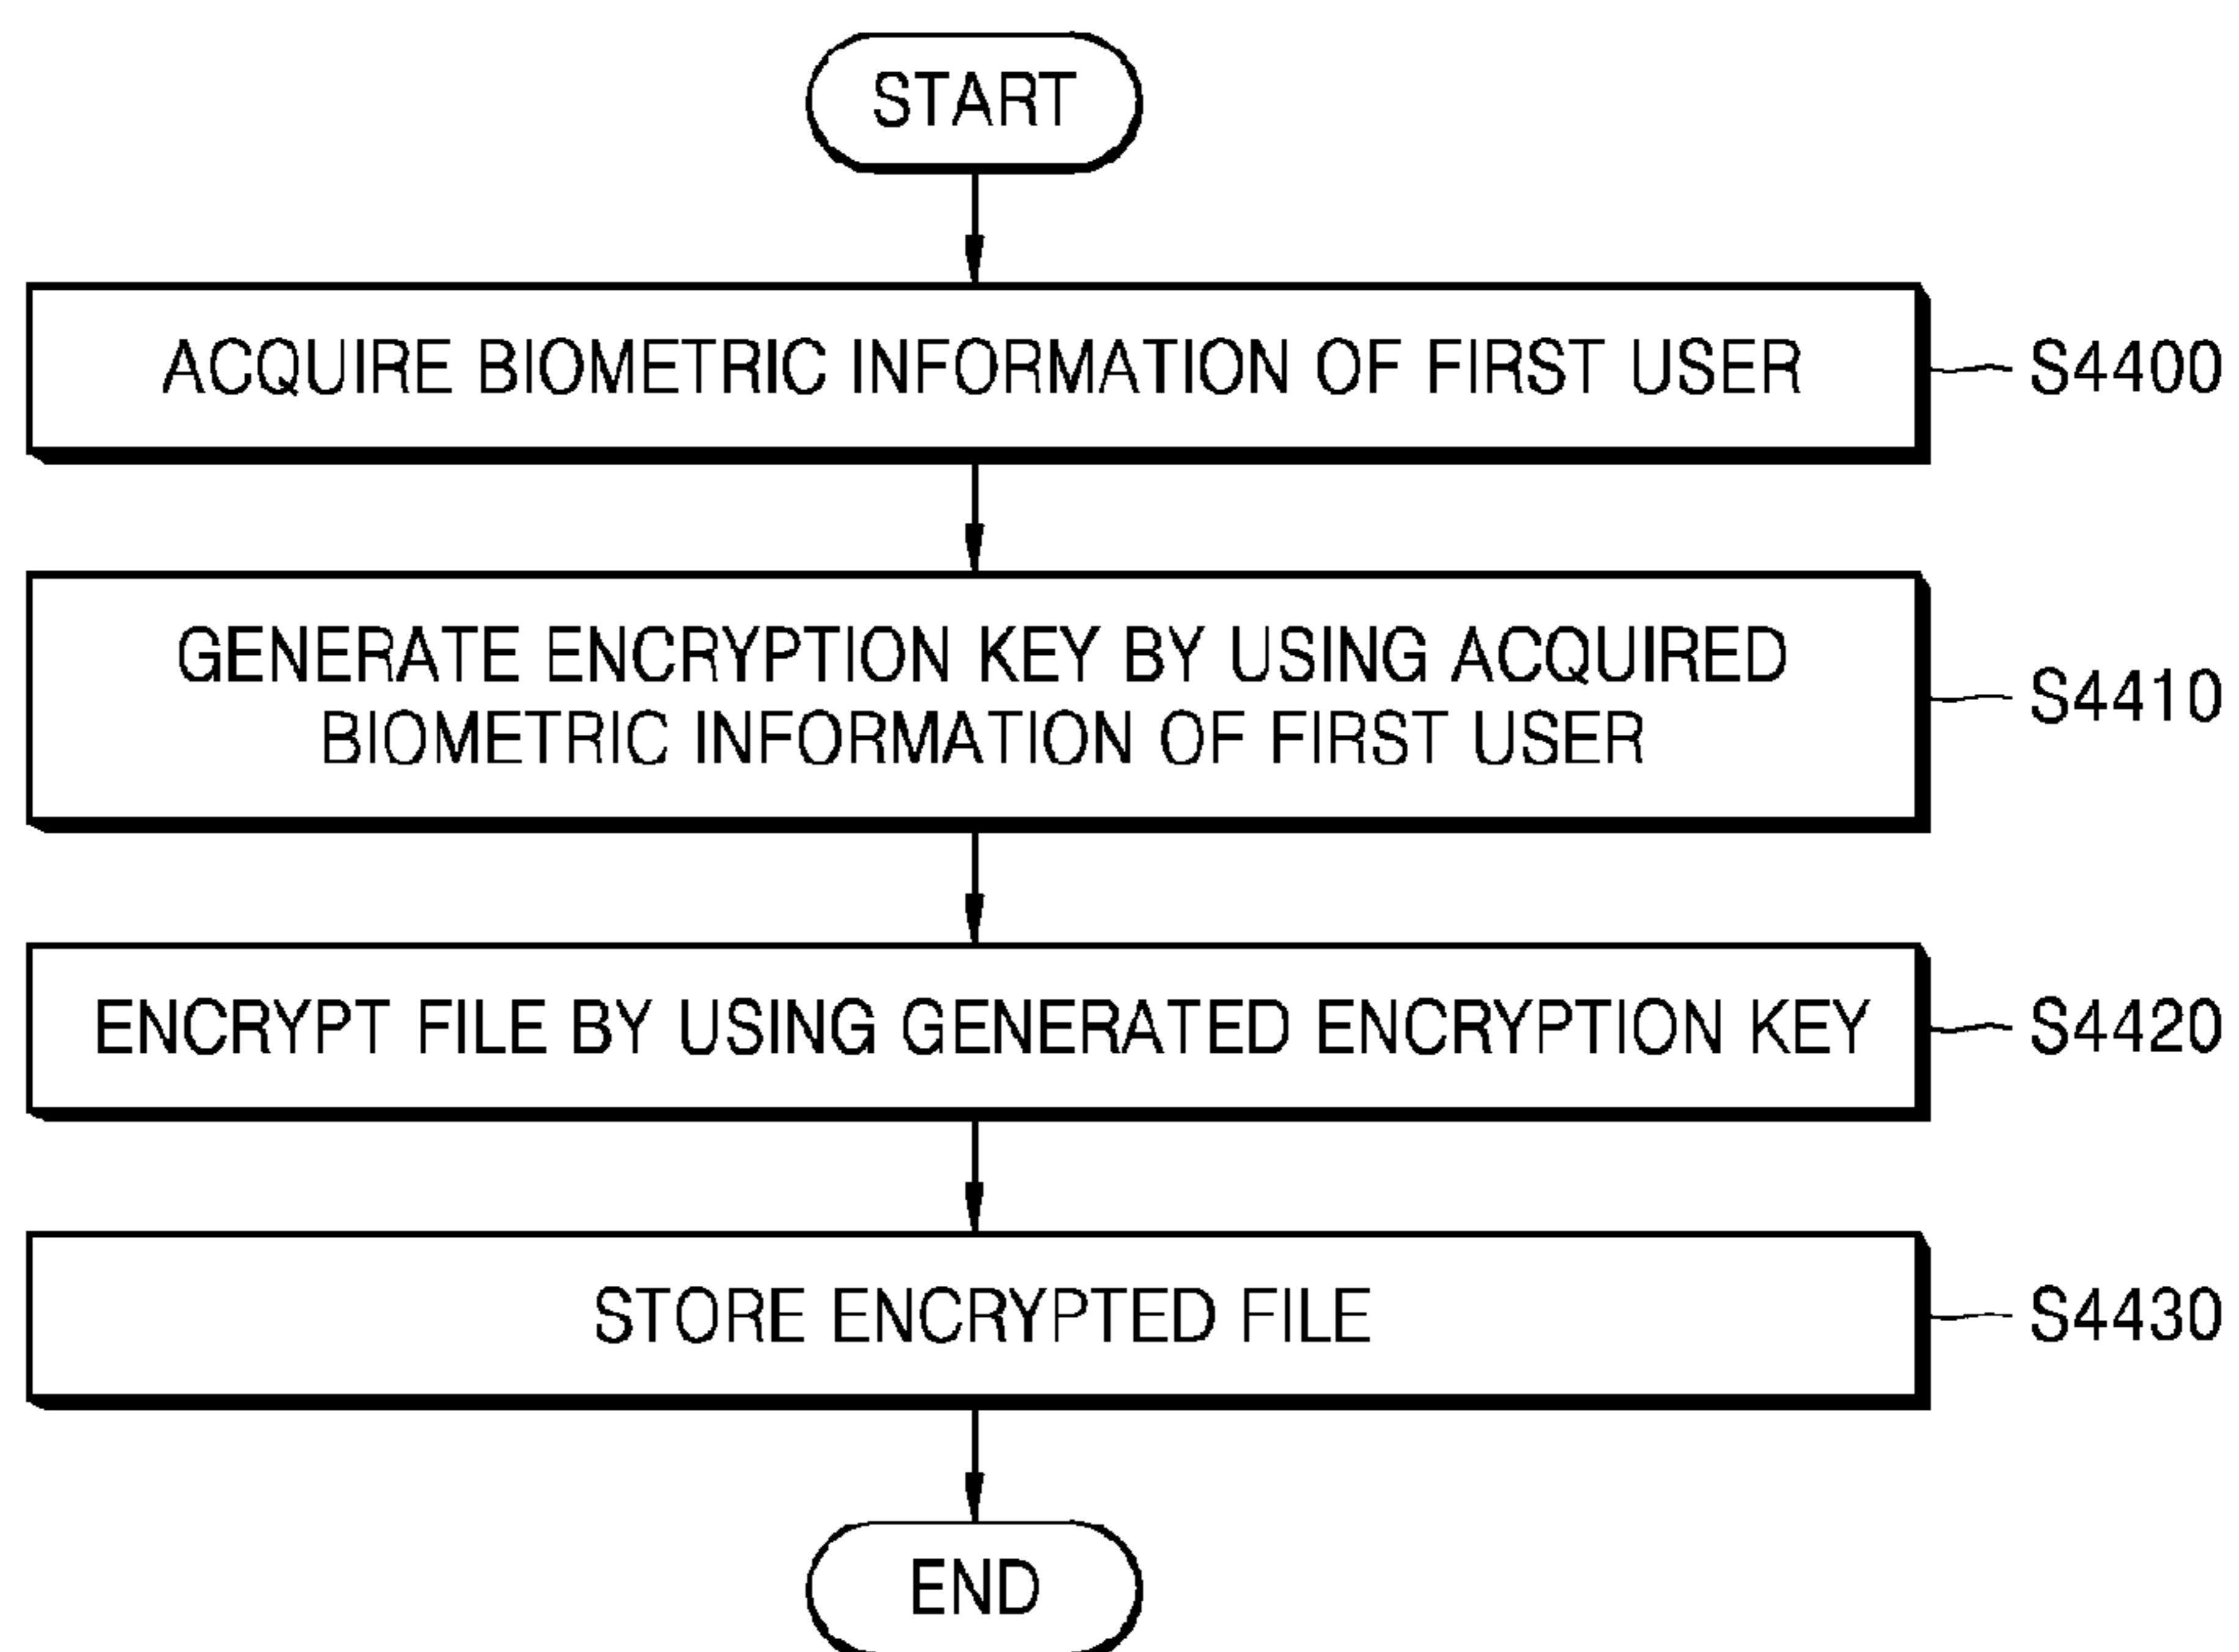 START
ACQUIRE BIOMETRIC INFORMATION OF FIRST USER
S4400
GENERATE ENCRYPTION KEY BY USING ACQUIRED
BIOMETRIC INFORMATION OF FIRST USER
S4410
ENCRYPT FILE BY USING GENERATED ENCRYPTION KEY
S4420
STORE ENCRYPTED FILE
S4430
END